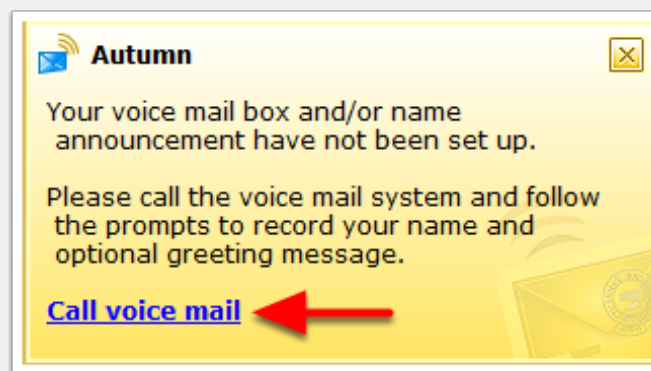 Autumn
Your voice mail box and/or name
announcement have not been set up.
Please call the voice mail system and follow
the prompts to record your name and
optional greeting message.
Call voice mail